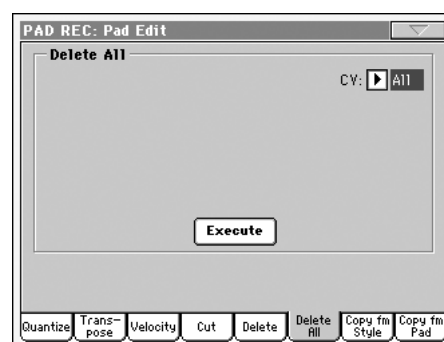 PAD REC: Pad Edit
Delete All
CV: All
Execute
Quantize
Trans-
pose
Velocity
Cut
Delete
Delete
All
Copy fm
Style
Copy fm
Pad